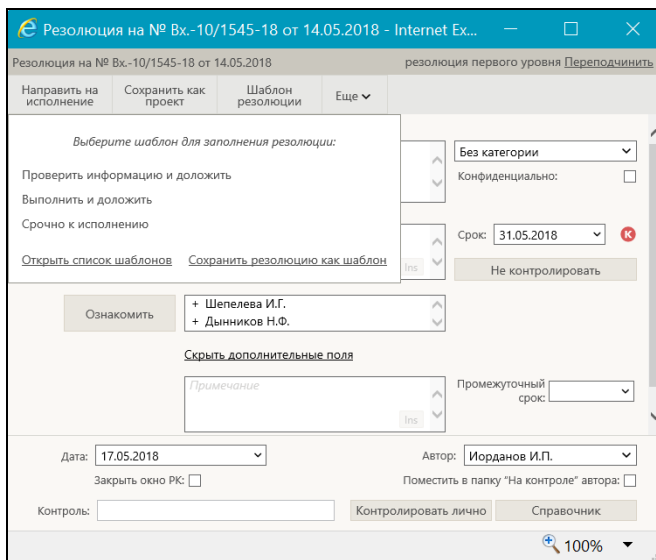 Резолюция на № Вх.-10/1545-18 от 14.05.2018 - Internet Ex...
Резолюция на № Вх.-10/1545-18 от 14.05.2018 резолюция первого уровня Переподчинить
Направить на исполнение Сохранить как проект Шаблон резолюции Еще
Выберите шаблон для заполнения резолюции:
Проверить информацию и доложить
Выполнить и доложить
Срочно к исполнению
Открыть список шаблонов Сохранить резолюцию как шаблон
Без категории
Конфиденциально:
Срок: 31.05.2018 К
Ins Не контролировать
Ознакомить
+ Шепелева И.Г.
+ Дынников Н.Ф.
Скрыть дополнительные поля
Примечание
Ins
Промежуточный
срок:
Дата: 17.05.2018 Автор: Иорданов И.П.
Закрыть окно РК: Поместить в папку "На контроле" автора:
Контроль: Контролировать лично Справочник
100%